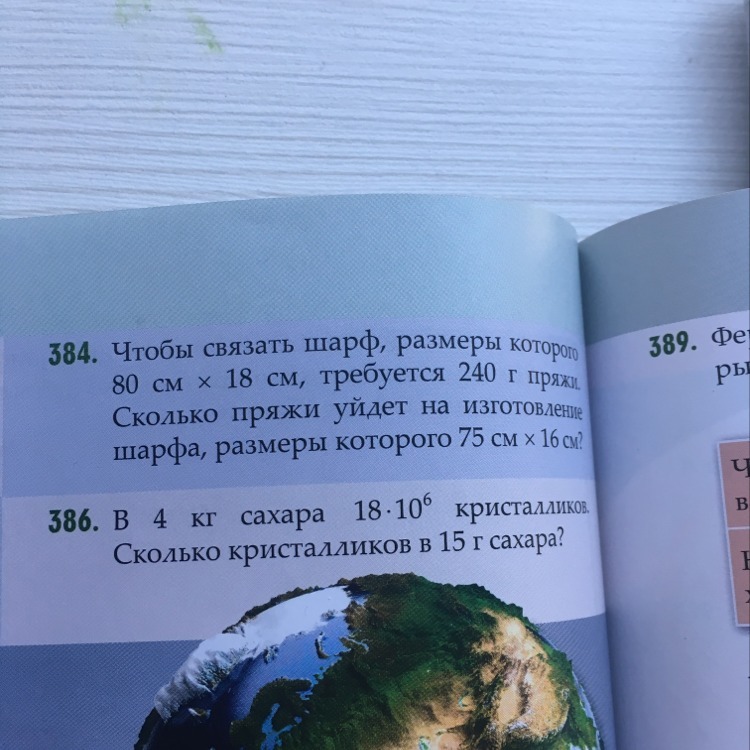 384. Чтобы связать шарф, размеры которого
80 см × 18 см, требуется 240 г пряжи.
Сколько пряжи уйдет на изготовление
шарфа, размеры которого 75 см × 16 см?
386. В 4 кг сахара 18·10⁶ кристалликов.
Сколько кристалликов в 15 г сахара?
389.